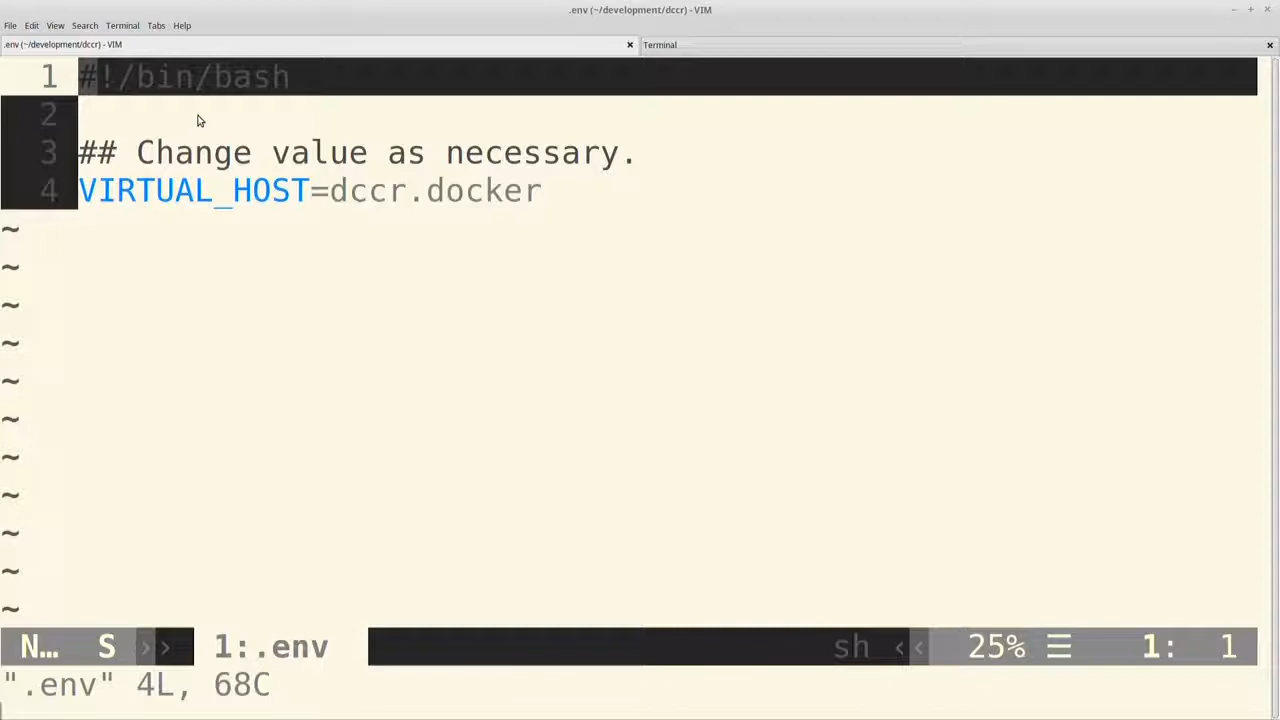 .env (~/development/dccr) - VIM
File Edit View Search Terminal Tabs Help
.env (~/development/dccr) - VIM Terminal
1 #!/bin/bash
2
3 ## Change value as necessary.
4 VIRTUAL_HOST=dccr.docker
~
~
~
~
~
~
~
~
~
~
~
N… S 1:.env sh 25% ☰ 1: 1
".env" 4L, 68C